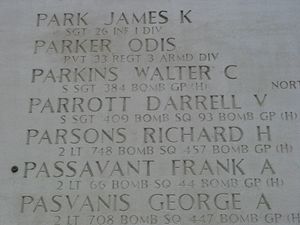 PARK JAMES K
SGT 26 INF 1 DIV
PARKER ODIS
PVT 33 REGT 3 ARMD DIV
PARKINS WALTER C
S SGT 384 BOMB GP (H)
NORT
PARROTT DARRELL V
S SGT 409 BOMB SQ 93 BOMB GP (H)
PARSONS RICHARD H
2 LT 748 BOMB SQ 457 BOMB GP (H)
PASSAVANT FRANK A
2 LT 66 BOMB SQ 44 BOMB GP (H)
PASVANIS GEORGE A
2 LT 708 BOMB SQ 447 BOMB GP (H)